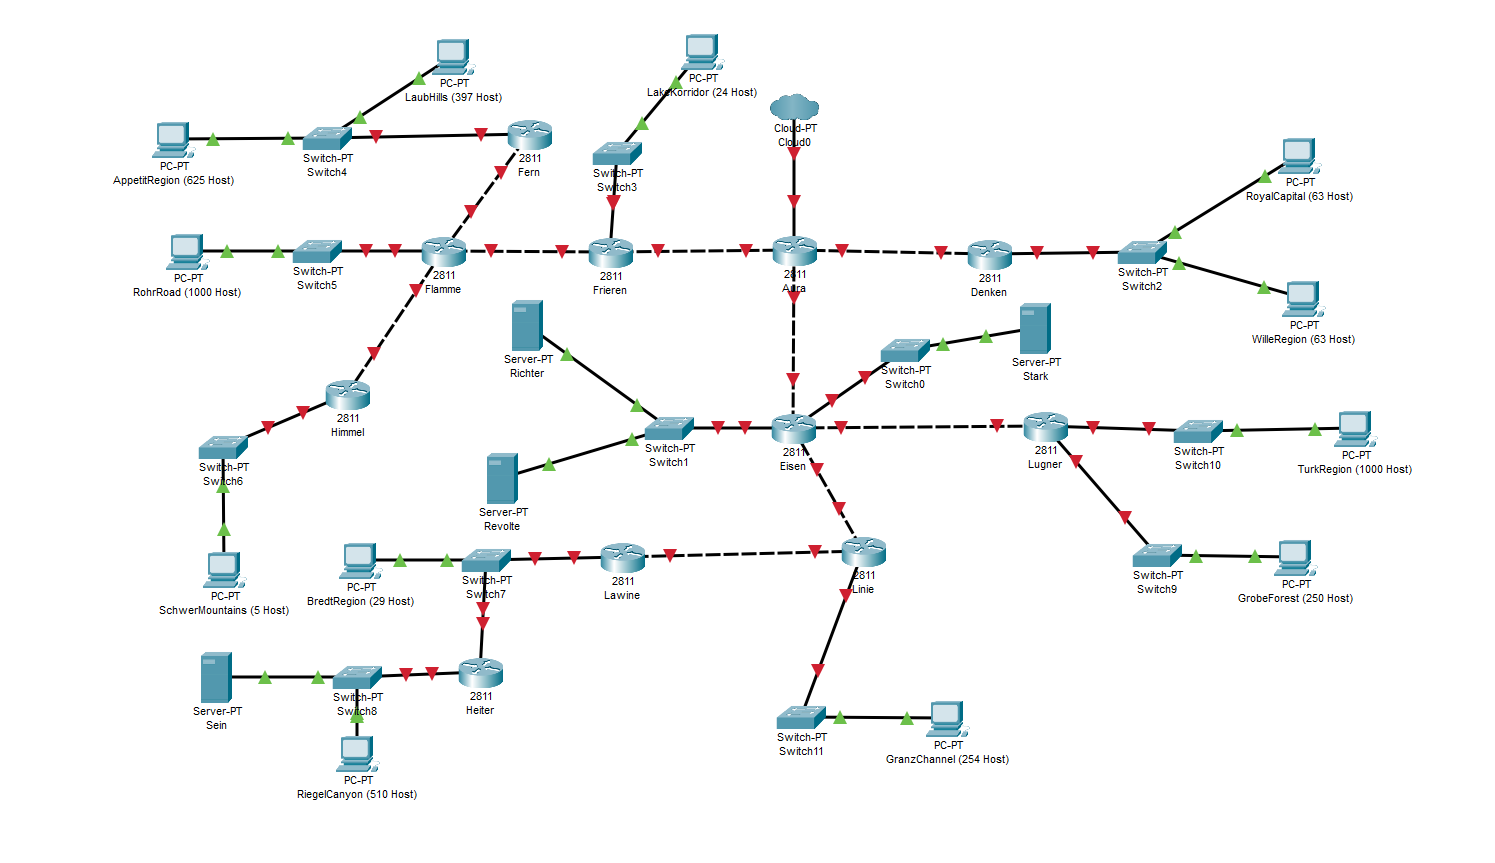 PC-PT
LaubHills (397 Host)
PC-PT
LakeKorridor (24 Host)
Cloud-PT
Cloud0
PC-PT
AppetitRegion (625 Host)
Switch-PT
Switch4
2811
Fern
Switch-PT
Switch3
PC-PT
RoyalCapital (63 Host)
PC-PT
RohrRoad (1000 Host)
Switch-PT
Switch5
2811
Flamme
2811
Frieren
2811
Aura
2811
Denken
Switch-PT
Switch2
PC-PT
WilleRegion (63 Host)
Server-PT
Richter
Switch-PT
Switch0
Server-PT
Stark
2811
Himmel
Switch-PT
Switch6
Switch-PT
Switch1
2811
Eisen
2811
Lugner
Switch-PT
Switch10
PC-PT
TurkRegion (1000 Host)
Server-PT
Revolte
PC-PT
SchwerMountains (5 Host)
PC-PT
BredtRegion (29 Host)
Switch-PT
Switch7
2811
Lawine
2811
Linie
Switch-PT
Switch9
PC-PT
GrobeForest (250 Host)
Server-PT
Sein
Switch-PT
Switch8
2811
Heiter
PC-PT
RiegelCanyon (510 Host)
Switch-PT
Switch11
PC-PT
GranzChannel (254 Host)